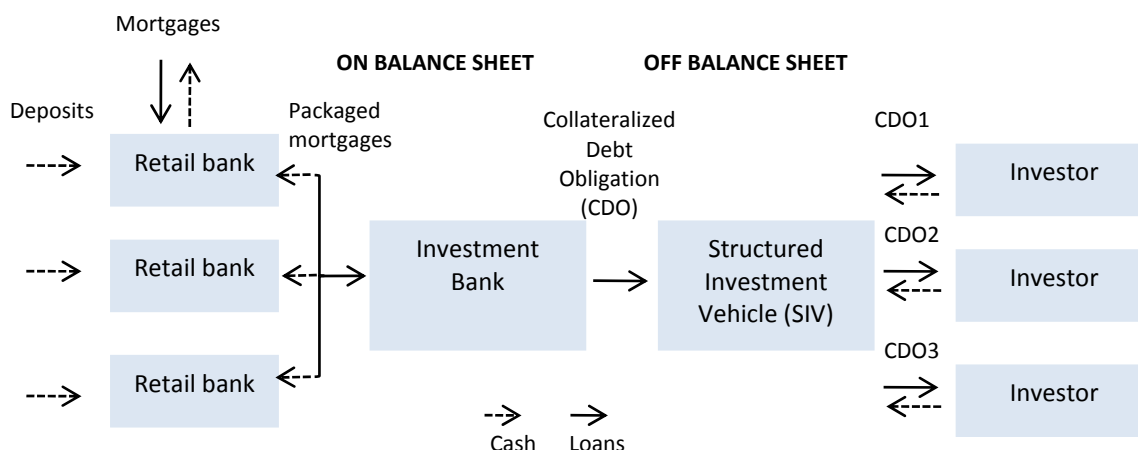 Mortgages
ON BALANCE SHEET
OFF BALANCE SHEET
Deposits
Packaged
mortgages
Collateralized
Debt
Obligation
(CDO)
CDO1
Retail bank
Investor
Retail bank
Investment
Bank
Structured
Investment
Vehicle (SIV)
CDO2
Investor
Retail bank
CDO3
Investor
Cash
Loans